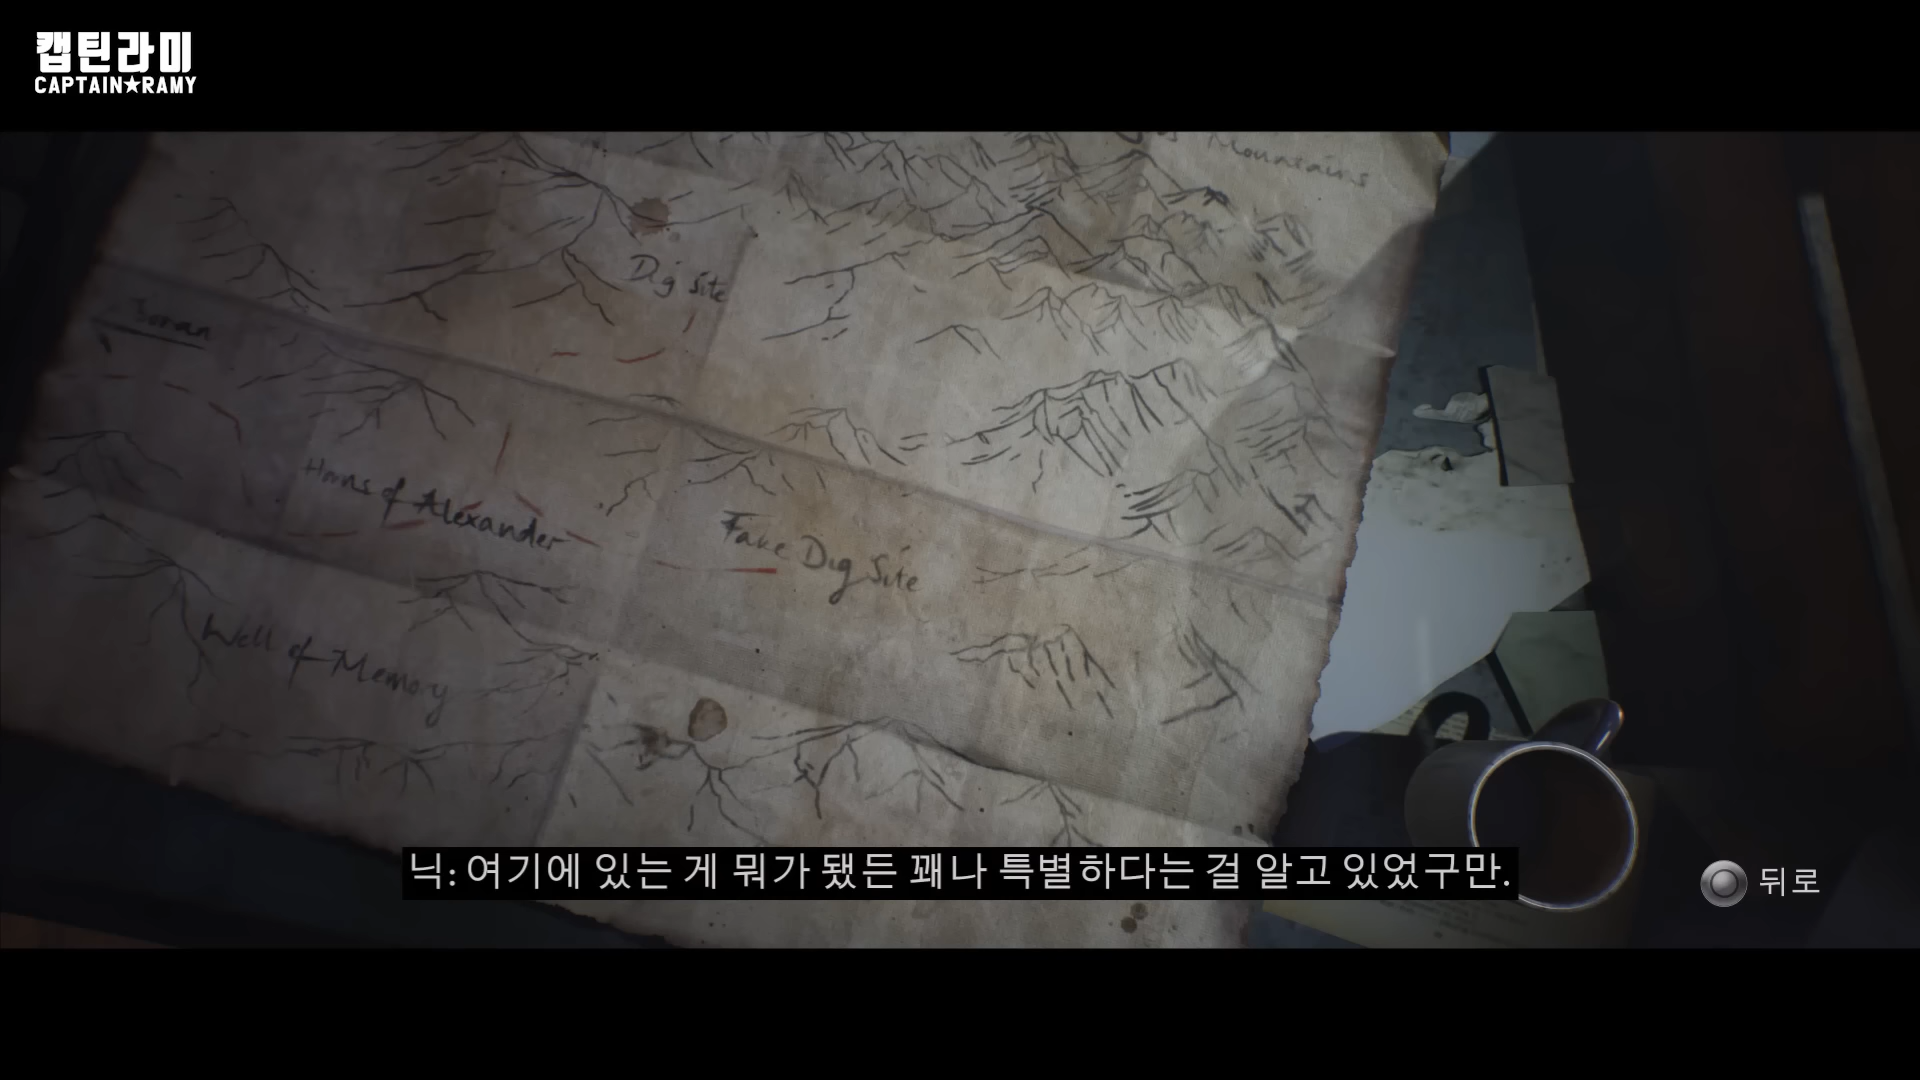 캡틴라미
CAPTAIN★RAMY
Mountains
Dig Site
Horns of Alexander
Fake Dig Site
Well of Memory
닉: 여기에 있는 게 뭐가 됐든 꽤나 특별하다는 걸 알고 있었구만.
뒤로